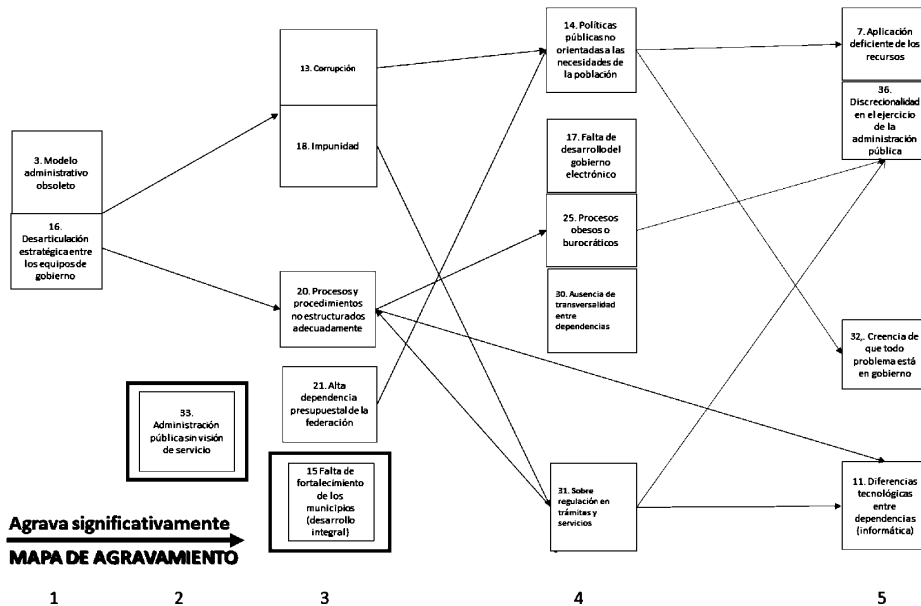 3. Modelo
administrativo
obsoleto
16.
Desarticulación
estratégica entre
los equipos de
gobierno
33.
Administración
pública sin visión
de servicio
13. Corrupción
18. Impunidad
20. Procesos y
procedimientos
no estructurados
adecuadamente
21. Alta
dependencia
presupuestal de la
federación
15 Falta de
fortalecimiento
de los
municipios
(desarrollo
integral)
14. Políticas
públicas no
orientadas a las
necesidades de
la población
17. Falta de
desarrollo del
gobierno
electrónico
25. Procesos
obesos o
burocráticos
30. Ausencia de
transversalidad
entre
dependencias
31. Sobre
regulación en
trámites y
servicios
7. Aplicación
deficiente de los
recursos
36.
Discrecionalidad
en el ejercicio
de la
administración
pública
32,. Creencia de
que todo
problema está
en gobierno
11. Diferencias
tecnológicas
entre
dependencias
(informática)
Agrava significativamente
MAPA DE AGRAVAMIENTO
1 2 3 4 5